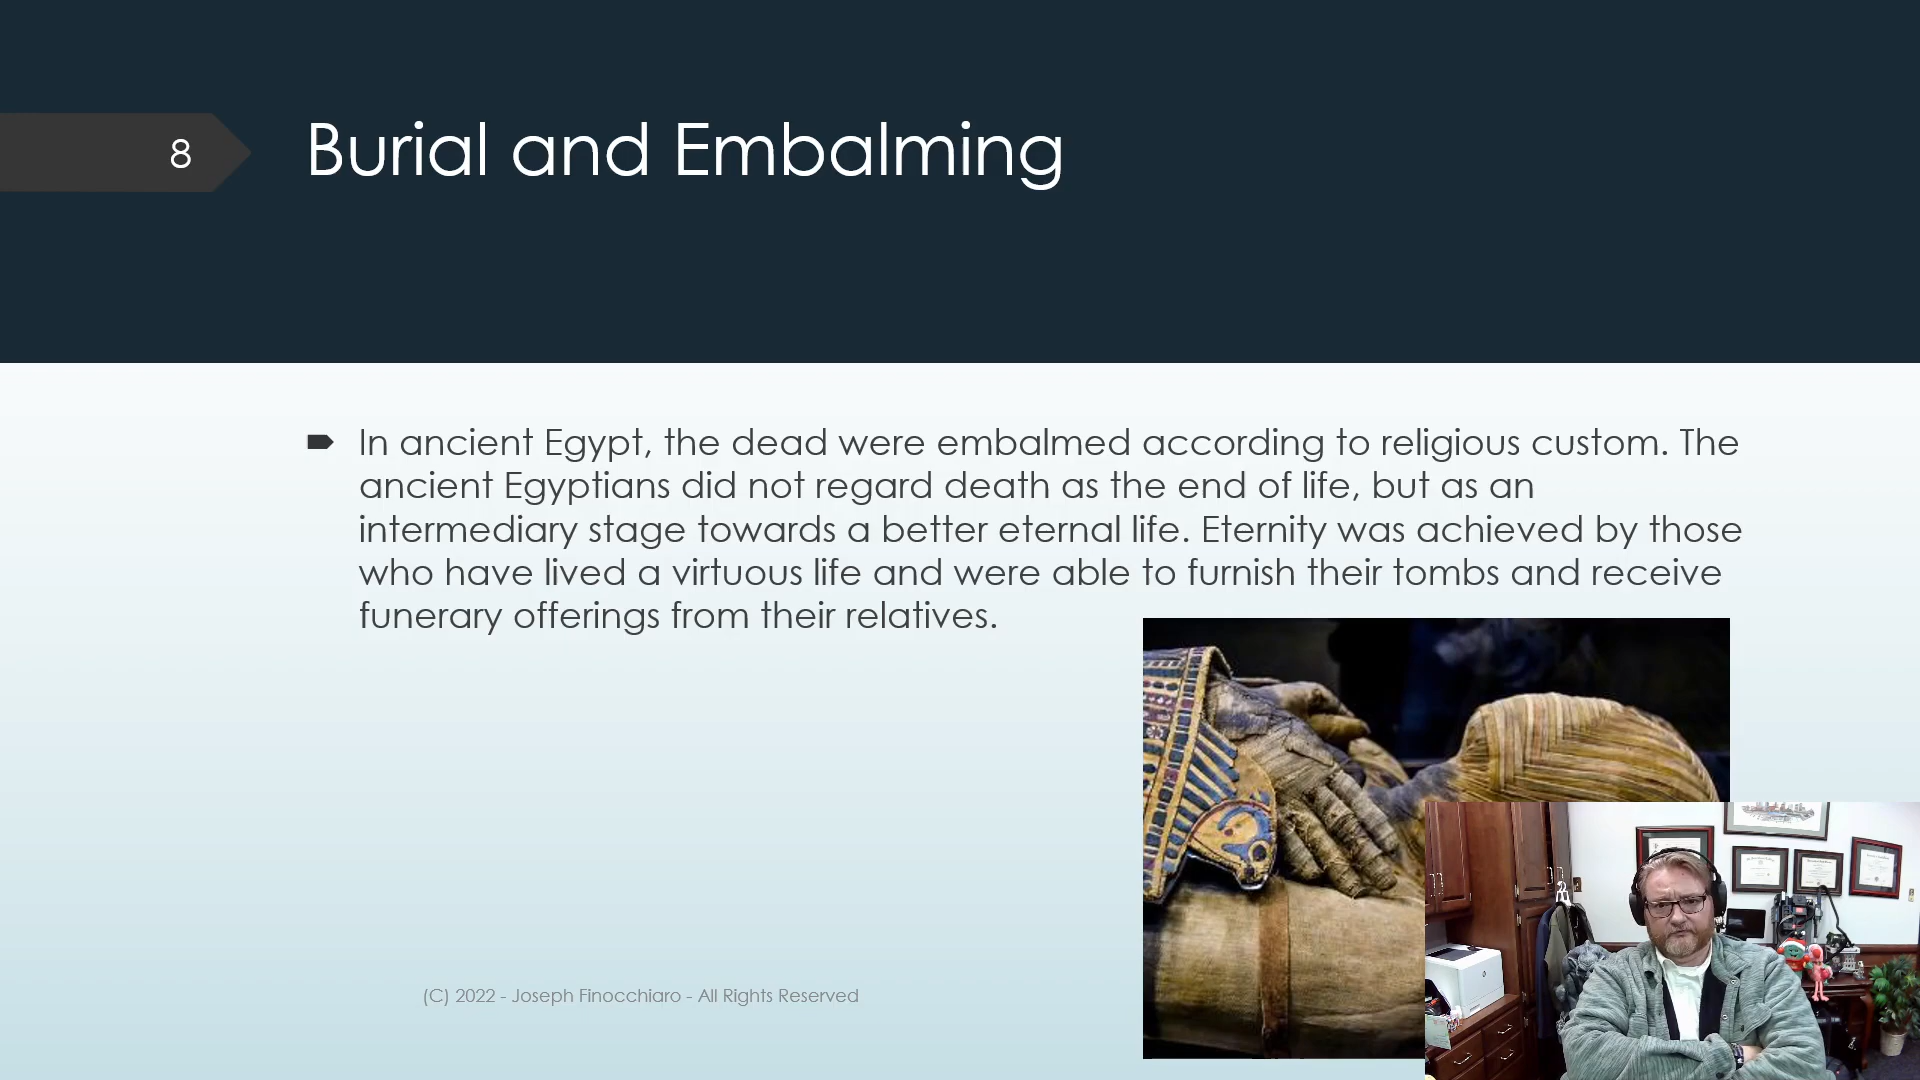 8
Burial and Embalming
In ancient Egypt, the dead were embalmed according to religious custom. The
ancient Egyptians did not regard death as the end of life, but as an
intermediary stage towards a better eternal life. Eternity was achieved by those
who have lived a virtuous life and were able to furnish their tombs and receive
funerary offerings from their relatives.
(C) 2022 - Joseph Finocchiaro - All Rights Reserved